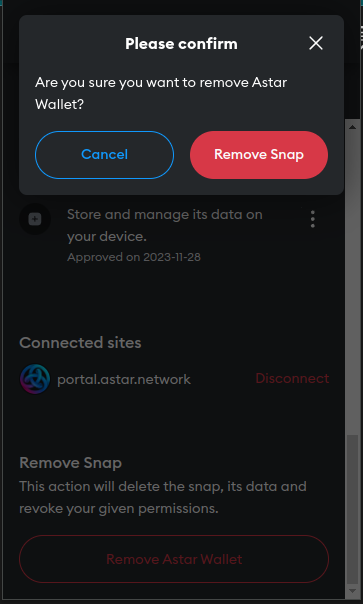 Please confirm
Are you sure you want to remove Astar
Wallet?
Cancel
Remove Snap
Store and manage its data on
your device.
Approved on 2023-11-28
Connected sites
portal.astar.network
Disconnect
Remove Snap
This action will delete the snap, its data and
revoke your given permissions.
Remove Astar Wallet